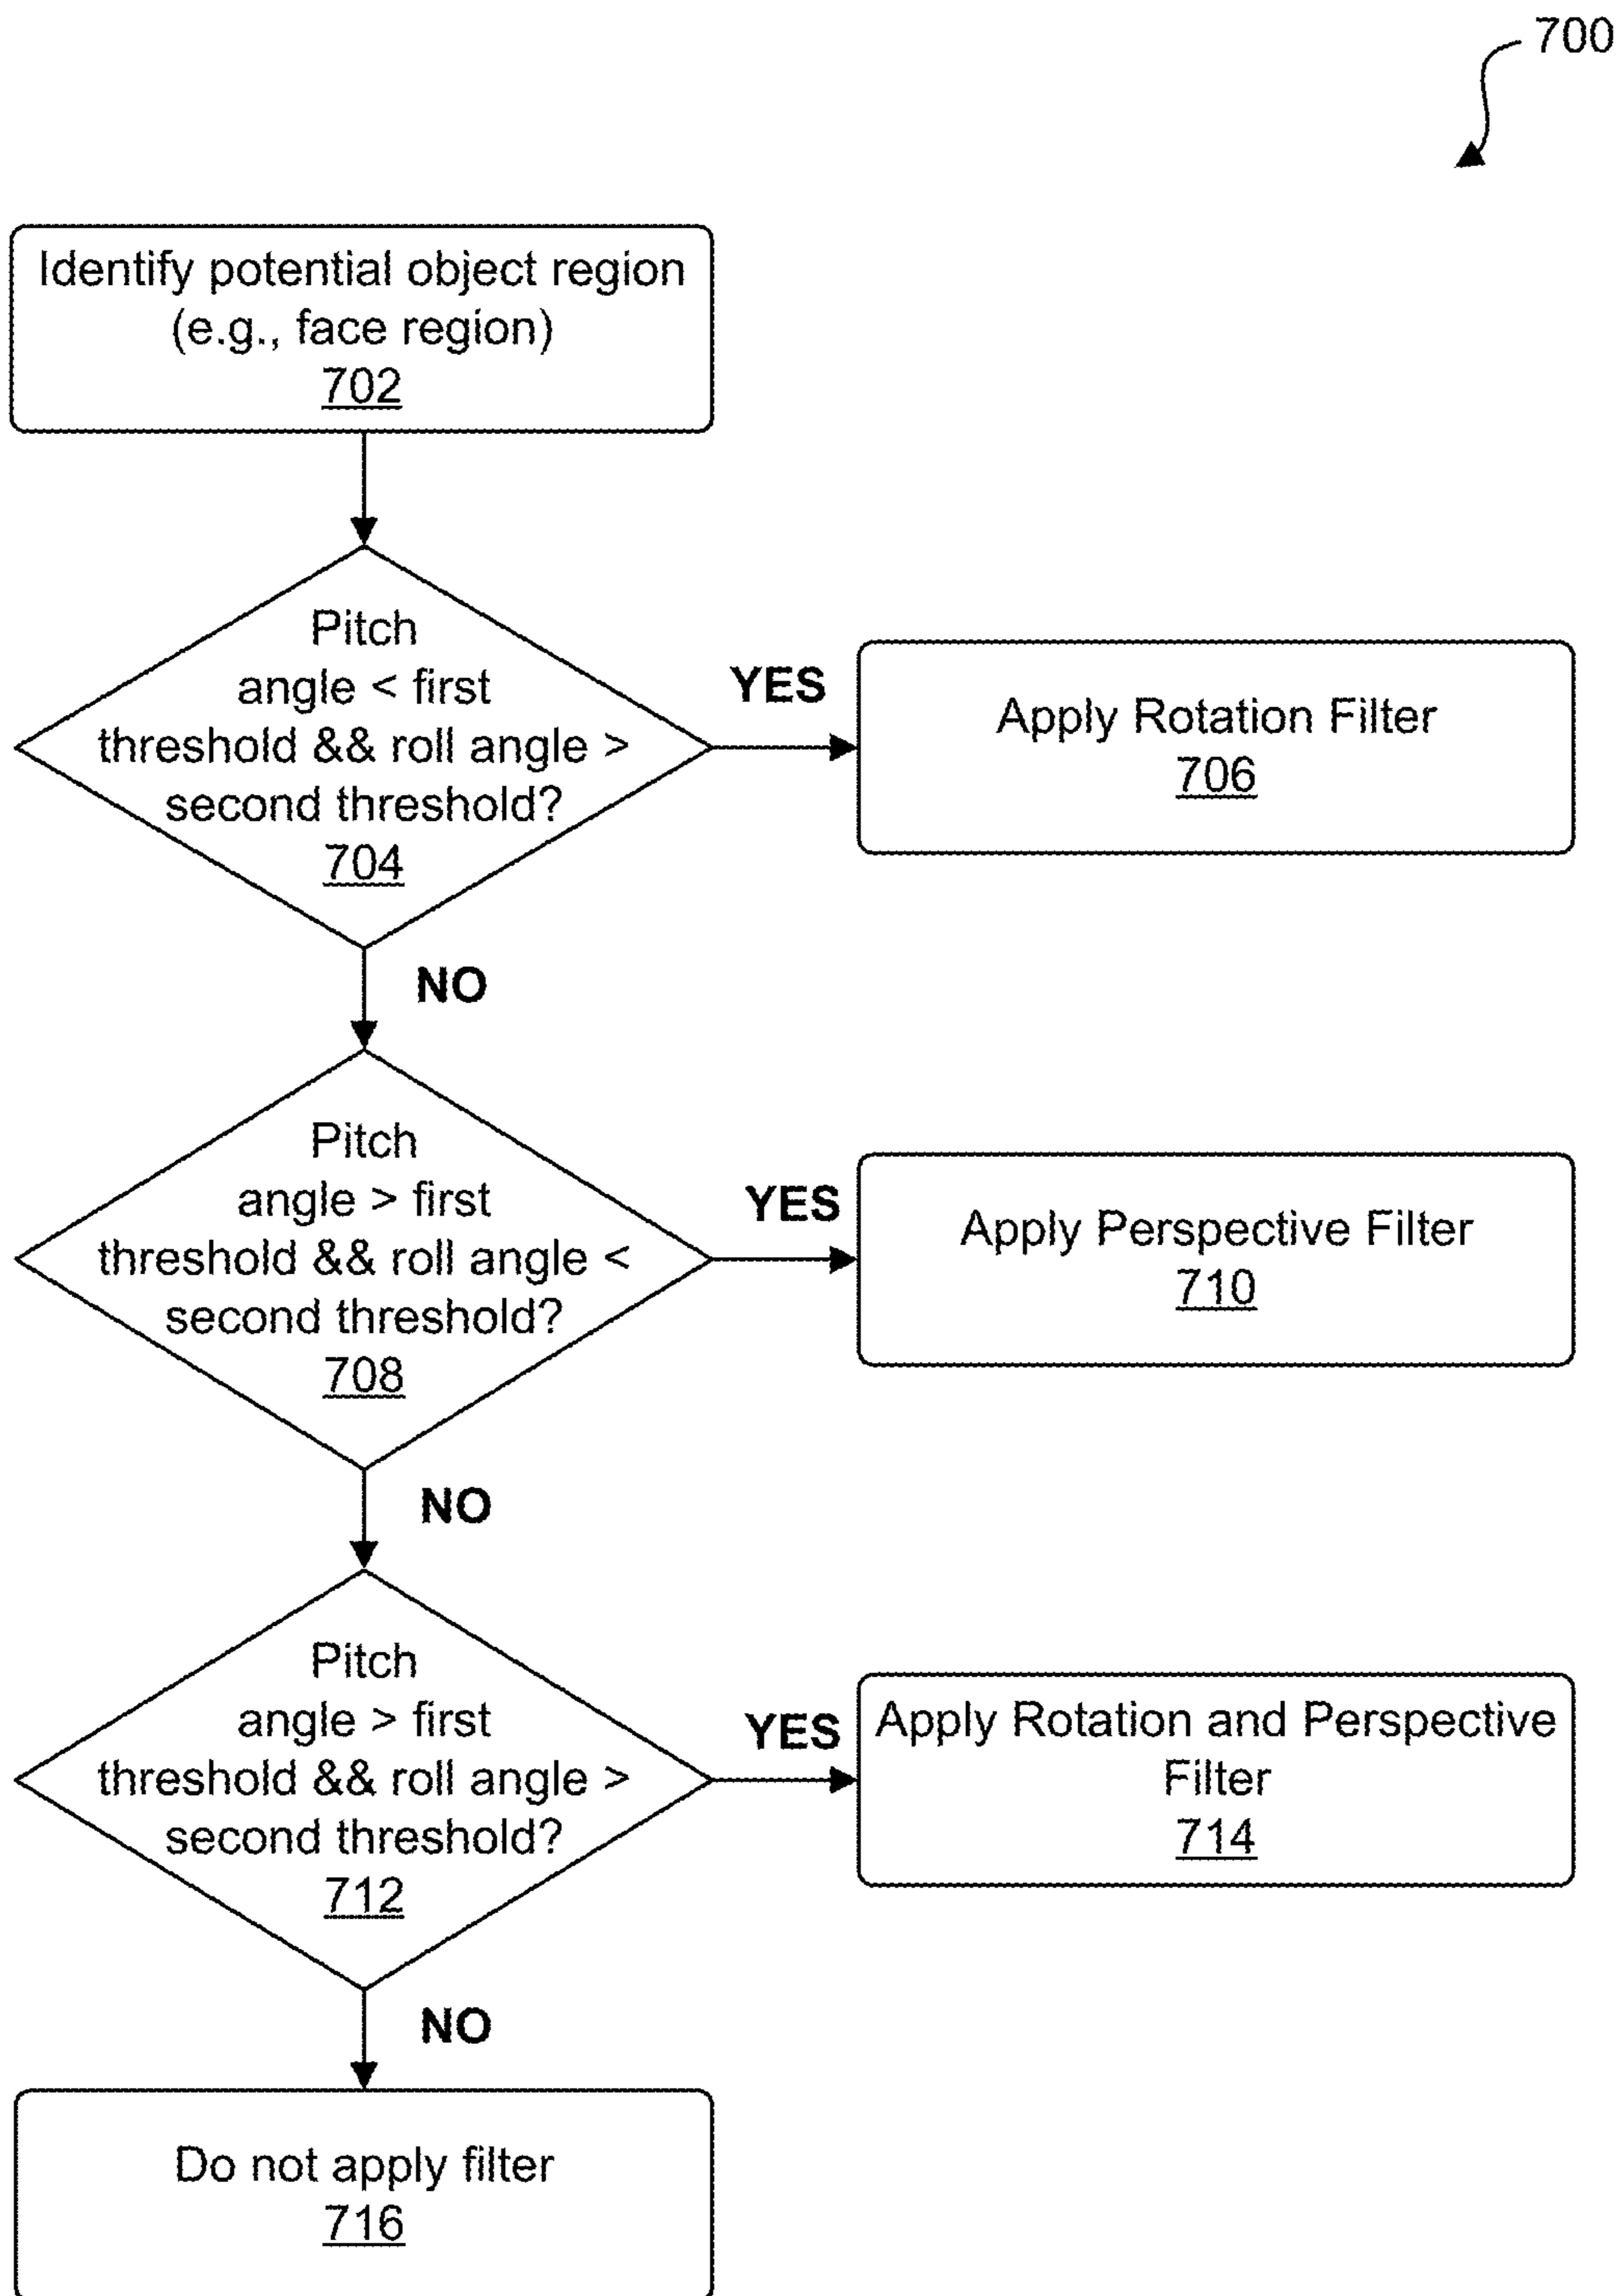 700
Identify potential object region
(e.g., face region)
702
Pitch
angle < first
threshold && roll angle >
second threshold?
704
YES
Apply Rotation Filter
706
NO
Pitch
angle > first
threshold && roll angle <
second threshold?
708
YES
Apply Perspective Filter
710
NO
Pitch
angle > first
threshold && roll angle >
second threshold?
712
YES
Apply Rotation and Perspective
Filter
714
NO
Do not apply filter
716